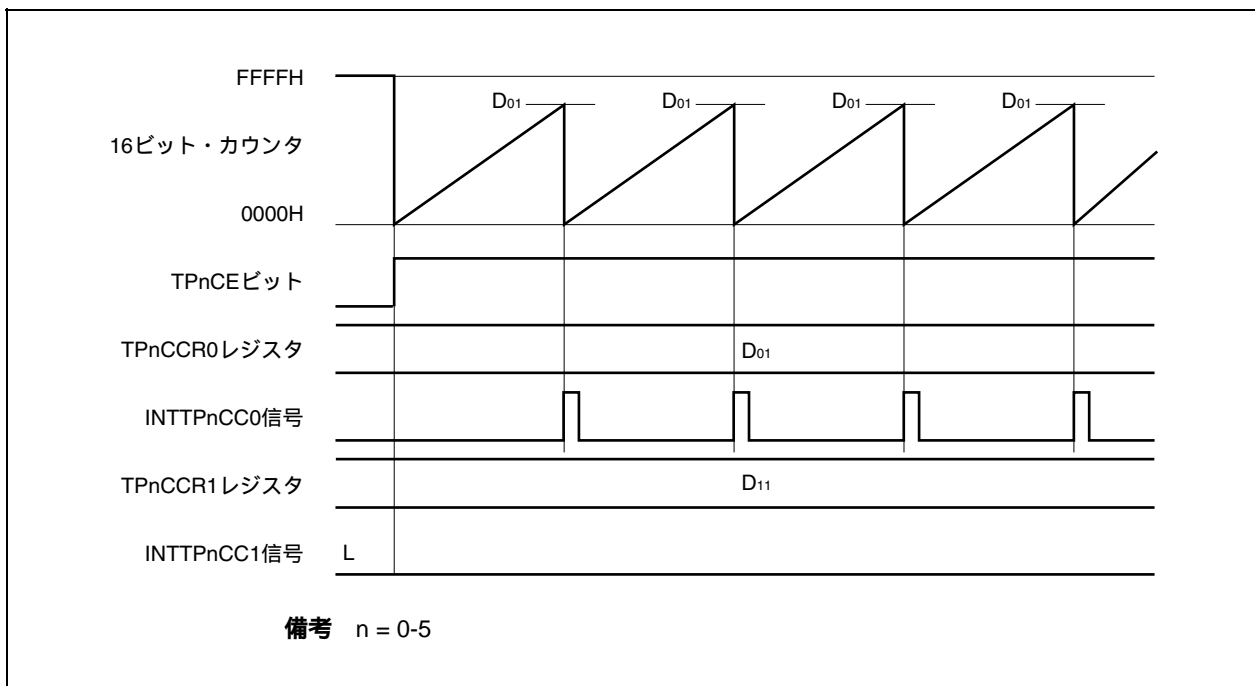 FFFFH
D01 D01 D01 D01
16ビット・カウンタ
0000H
TPnCEビット
TPnCCR0レジスタ D01
INTTPnCC0信号
TPnCCR1レジスタ D11
INTTPnCC1信号 L
備考 n = 0-5